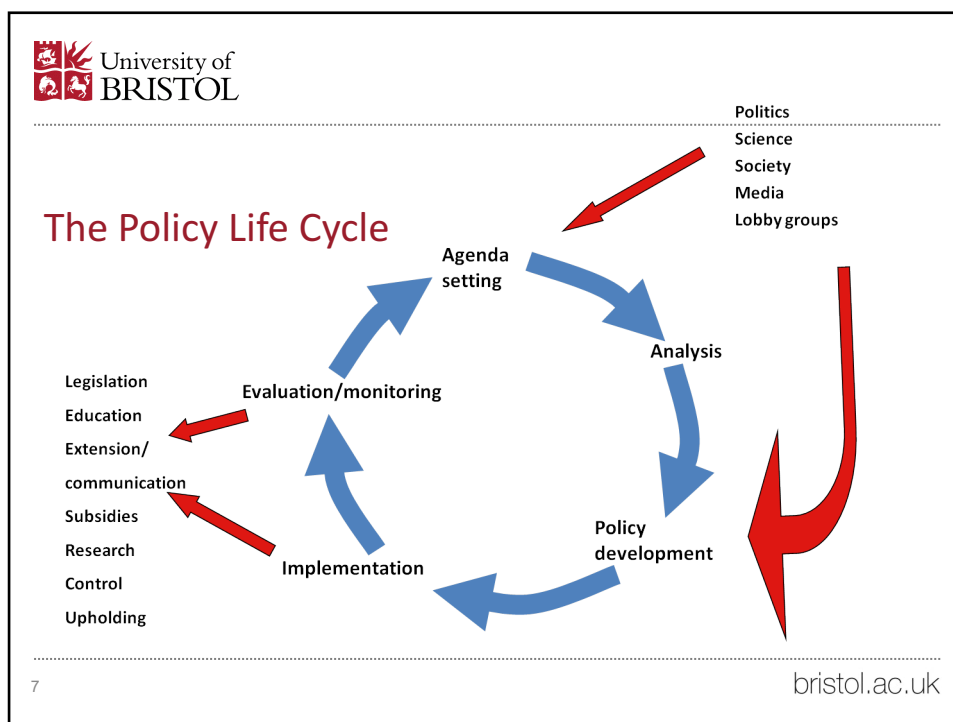 University of
BRISTOL
Politics
Science
Society
Media
Lobby groups
The Policy Life Cycle
Agenda
setting
Analysis
Legislation
Education
Extension/
communication
Subsidies
Research
Control
Upholding
Evaluation/monitoring
Policy
development
Implementation
7
bristol.ac.uk